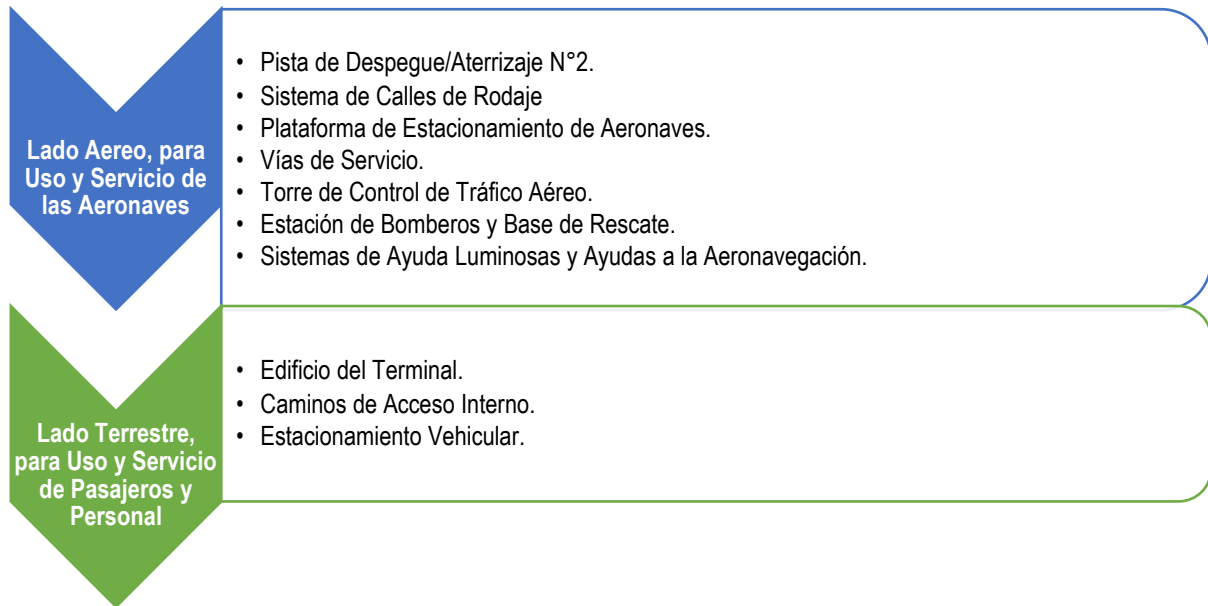 Lado Aereo, para
Uso y Servicio de
las Aeronaves
• Pista de Despegue/Aterrizaje N°2.
• Sistema de Calles de Rodaje
• Plataforma de Estacionamiento de Aeronaves.
• Vías de Servicio.
• Torre de Control de Tráfico Aéreo.
• Estación de Bomberos y Base de Rescate.
• Sistemas de Ayuda Luminosas y Ayudas a la Aeronavegación.
Lado Terrestre,
para Uso y Servicio
de Pasajeros y
Personal
• Edificio del Terminal.
• Caminos de Acceso Interno.
• Estacionamiento Vehicular.